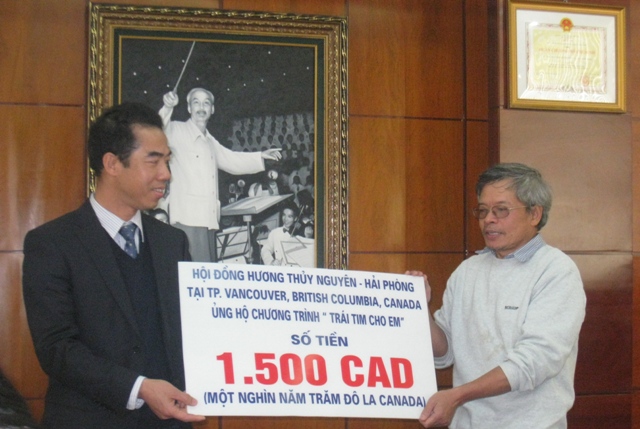 HỘI ĐỒNG HƯƠNG THỦY NGUYÊN - HẢI PHÒNG
TẠI TP. VANCOUVER, BRITISH COLUMBIA, CANADA
ỦNG HỘ CHƯƠNG TRÌNH " TRÁI TIM CHO EM"
SỐ TIỀN
1.500 CAD
(MỘT NGHÌN NĂM TRĂM ĐÔ LA CANADA)